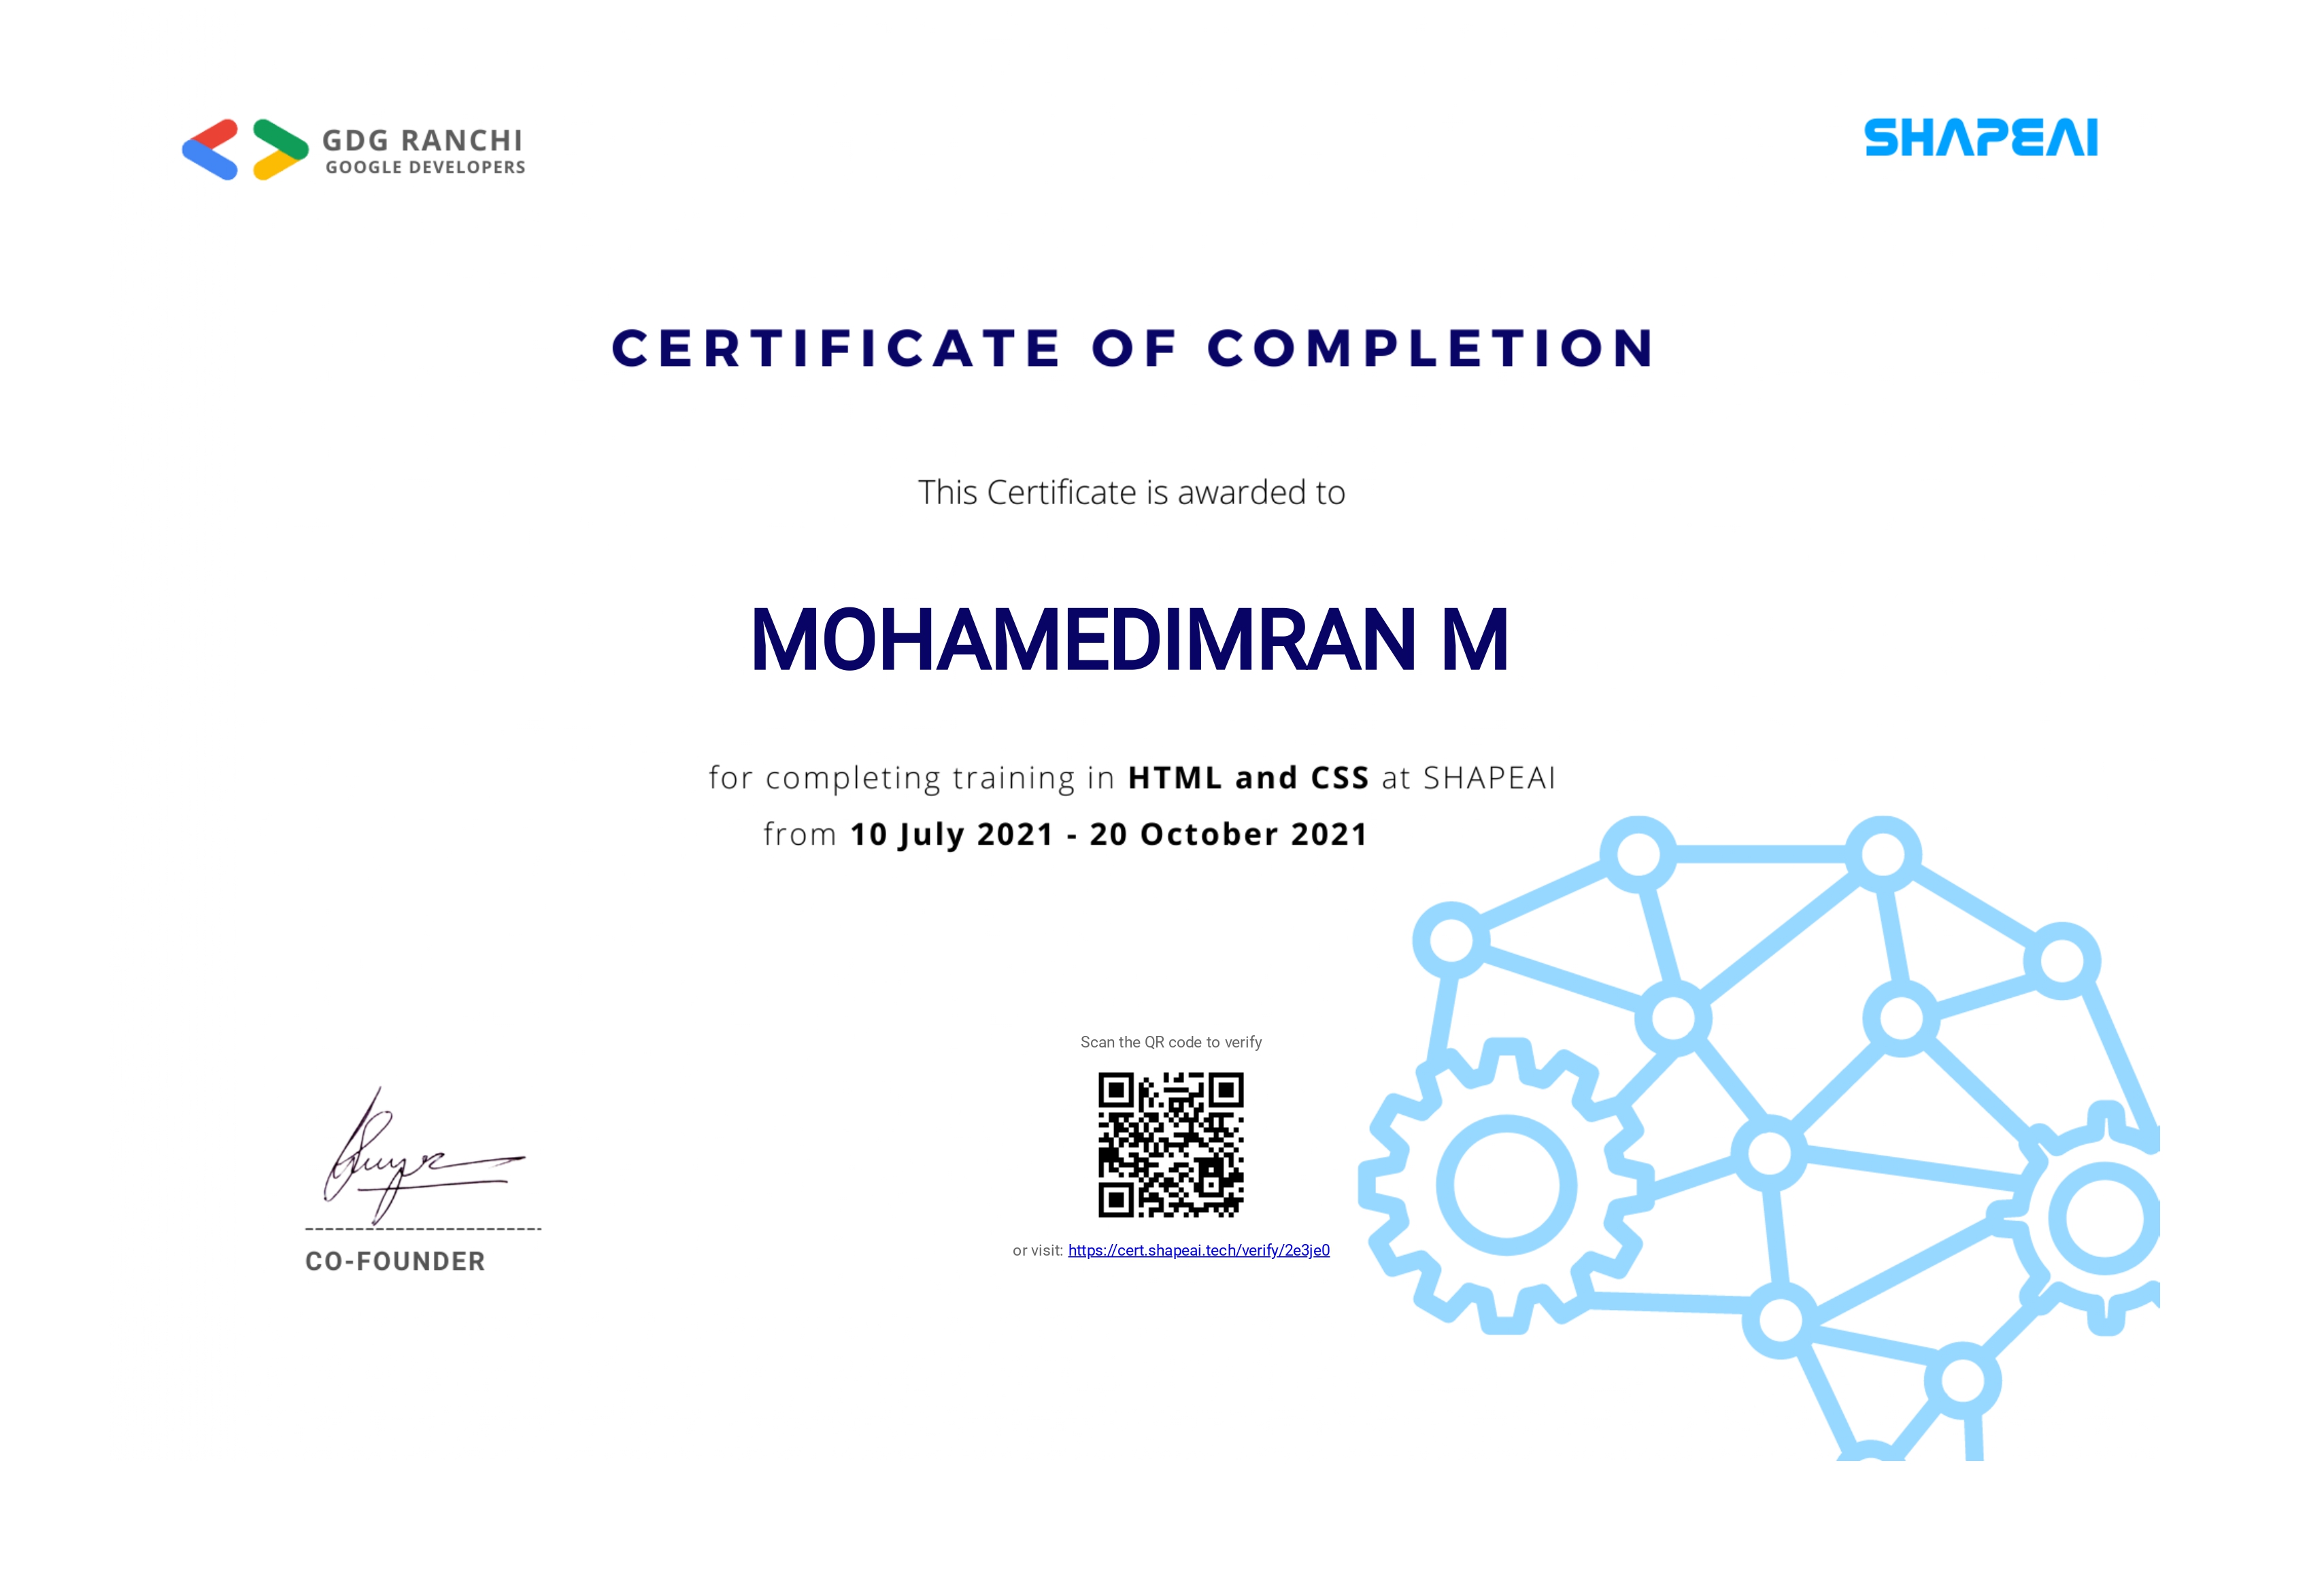 GDG RANCHI
GOOGLE DEVELOPERS
SHAPEAI
CERTIFICATE OF COMPLETION
This Certificate is awarded to
MOHAMEDIMRAN M
for completing training in HTML and CSS at SHAPEAI
from 10 July 2021 - 20 October 2021
Scan the QR code to verify
or visit: https://cert.shapeai.tech/verify/2e3je0
CO-FOUNDER